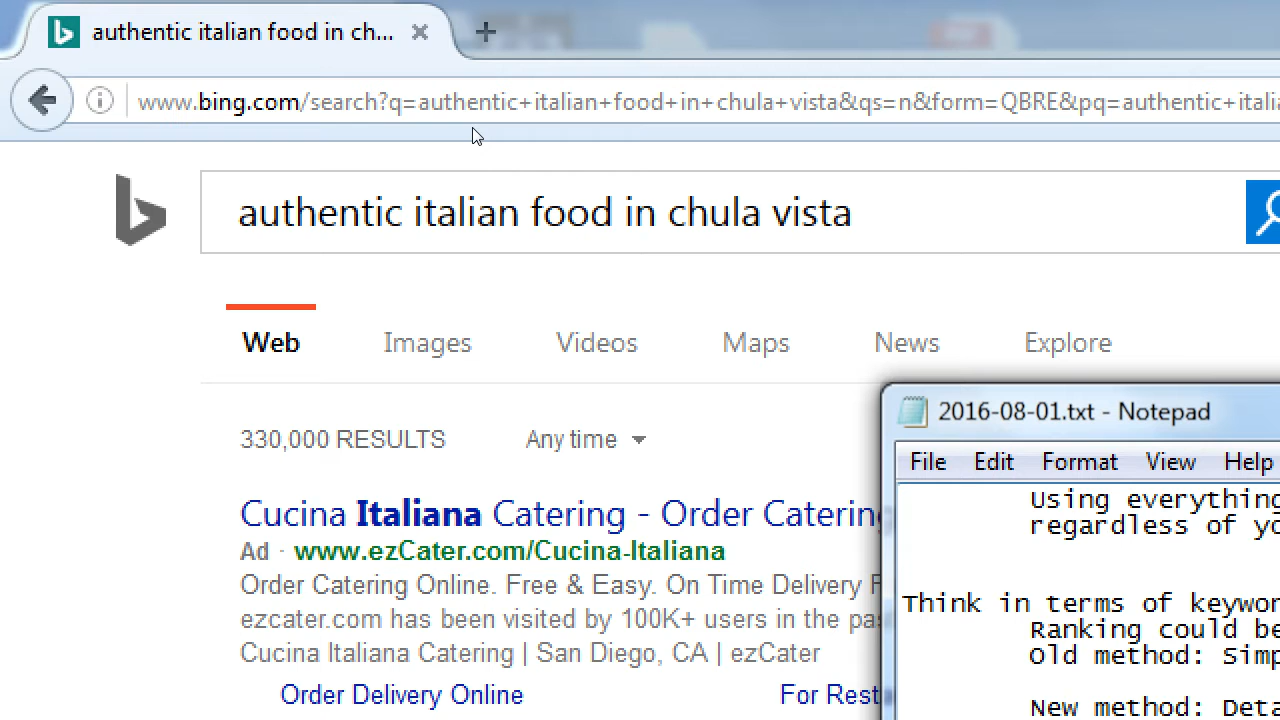 authentic italian food in ch...
www.bing.com/search?q=authentic+italian+food+in+chula+vista&qs=n&form=QBRE&pq=authentic+itali
authentic italian food in chula vista
Web Images Videos Maps News Explore
330,000 RESULTS Any time
Cucina Italiana Catering - Order Catering
Ad · www.ezCater.com/Cucina-Italiana
Order Catering Online. Free & Easy. On Time Delivery
ezcater.com has been visited by 100K+ users in the pas
Cucina Italiana Catering | San Diego, CA | ezCater
Order Delivery Online For Rest
2016-08-01.txt - Notepad
File Edit Format View Help
Using everything
regardless of yo
Think in terms of keywor
Ranking could be
Old method: Simp
New method: Deta